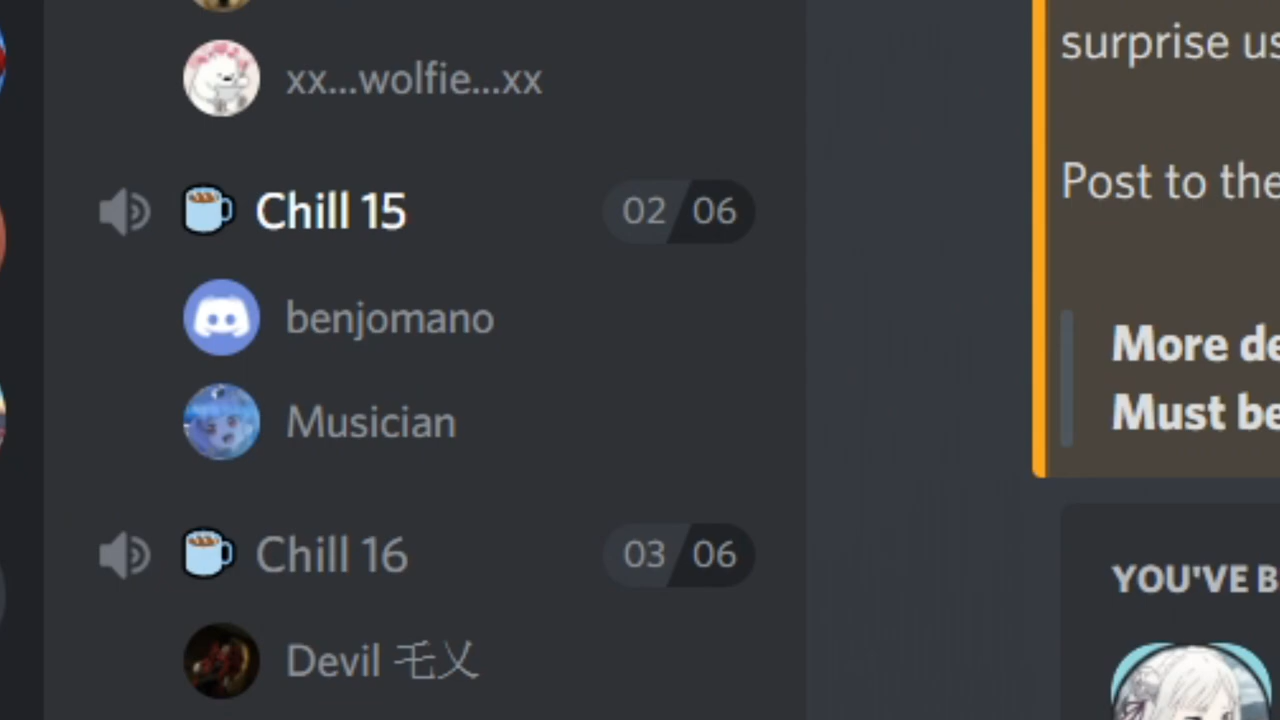 xx...wolfie...xx
Chill 15
02 06
benjomano
Musician
Chill 16
03 06
Devil 乇乂
surprise us
Post to the
More de
Must be
YOU'VE B